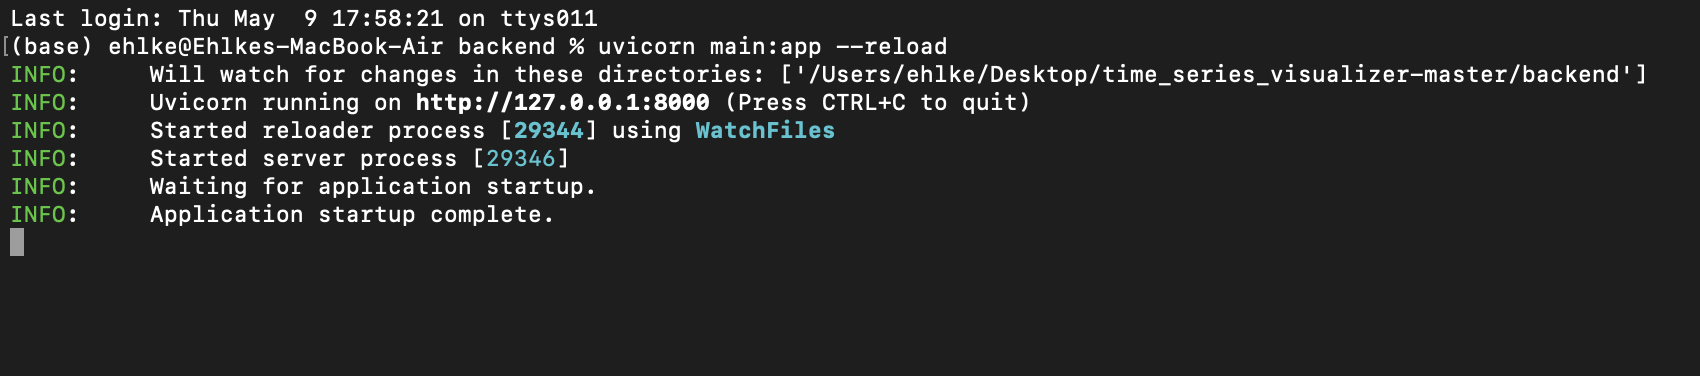 Last login: Thu May  9 17:58:21 on ttys011
[(base) ehlke@Ehlkes-MacBook-Air backend % uvicorn main:app --reload
INFO:     Will watch for changes in these directories: ['/Users/ehlke/Desktop/time_series_visualizer-master/backend']
INFO:     Uvicorn running on http://127.0.0.1:8000 (Press CTRL+C to quit)
INFO:     Started reloader process [29344] using WatchFiles
INFO:     Started server process [29346]
INFO:     Waiting for application startup.
INFO:     Application startup complete.